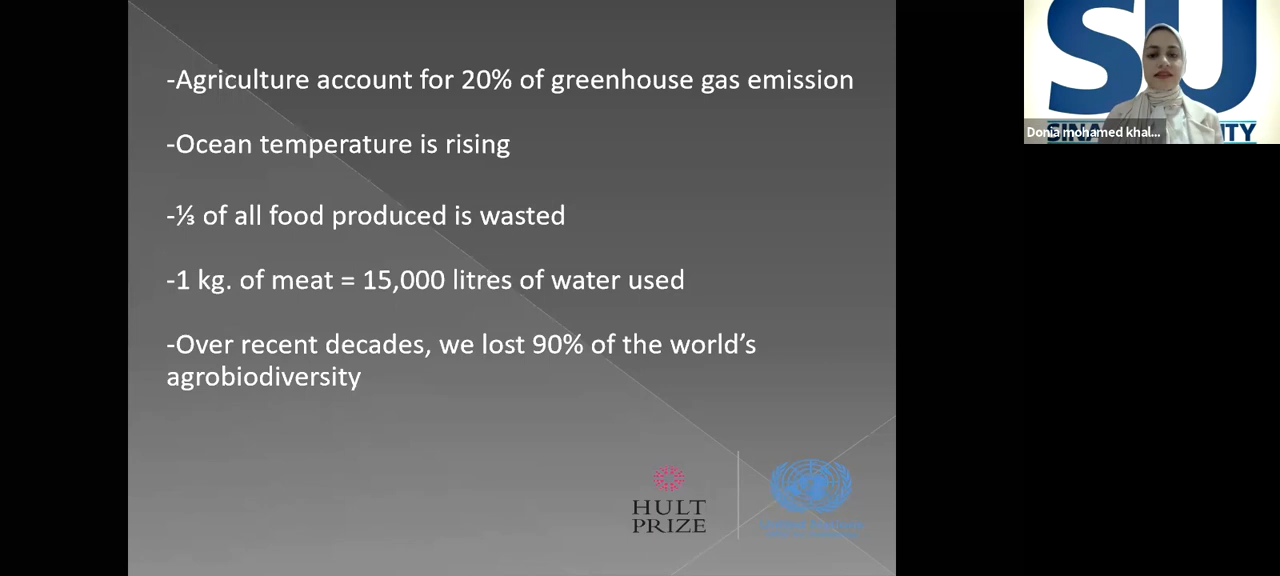 -Agriculture account for 20% of greenhouse gas emission
-Ocean temperature is rising
-⅓ of all food produced is wasted
-1 kg. of meat = 15,000 litres of water used
-Over recent decades, we lost 90% of the world’s
agrobiodiversity
HULT
PRIZE
SU
Donia mohamed khal...